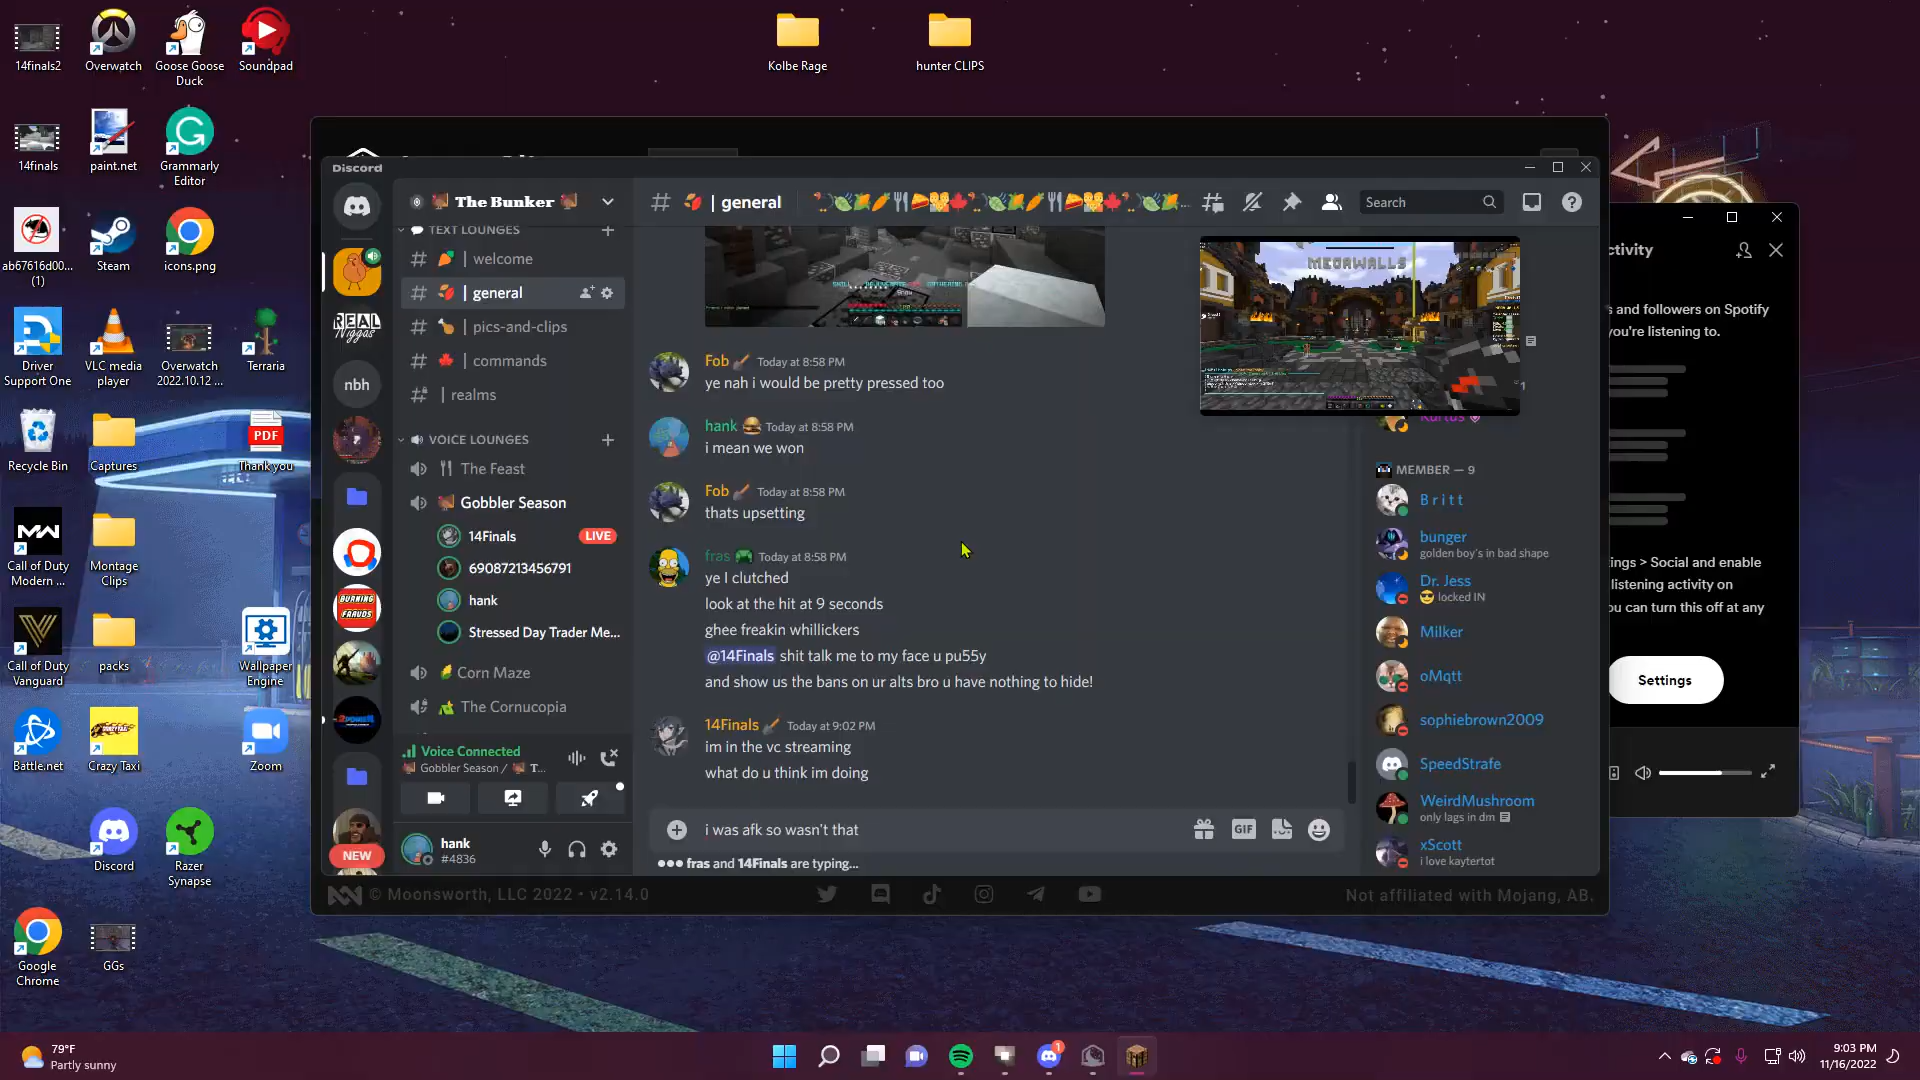 14finals2
Overwatch
Goose Goose
Duck
Soundpad
Kolbe Rage
hunter CLIPS
14finals
paint.net
Grammarly
Editor
ab67616d00...
(1)
Steam
icons.png
Driver
Support One
VLC media
player
Overwatch
2022.10.12 ...
Terraria
Recycle Bin
Captures
PDF
Thank you
Call of Duty
Modern ...
Montage
Clips
Call of Duty
Vanguard
packs
Wallpaper
Engine
Battle.net
Crazy Taxi
Zoom
Discord
Razer
Synapse
Google
Chrome
GGs
Discord
The Bunker
TEXT LOUNGES
| welcome
| general
| pics-and-clips
| commands
| realms
VOICE LOUNGES
The Feast
Gobbler Season
14Finals LIVE
69087213456791
hank
Stressed Day Trader Me...
Corn Maze
The Cornucopia
Voice Connected
Gobbler Season / T...
hank
#4836
REAL
Niggas
nbh
BURNING
FRAUDS
NEW
| general
Search
MEGAWALLS
Fob Today at 8:58 PM
ye nah i would be pretty pressed too
hank Today at 8:58 PM
i mean we won
Fob Today at 8:58 PM
thats upsetting
fras Today at 8:58 PM
ye I clutched
look at the hit at 9 seconds
ghee freakin whillickers
@14Finals shit talk me to my face u pu55y
and show us the bans on ur alts bro u have nothing to hide!
14Finals Today at 9:02 PM
im in the vc streaming
what do u think im doing
i was afk so wasn't that
GIF
fras and 14Finals are typing...
Kurtus
MEMBER — 9
B r i t t
bunger
golden boy's in bad shape
Dr. Jess
locked IN
Milker
oMqtt
sophiebrown2009
SpeedStrafe
WeirdMushroom
only lags in dm
xScott
i love kaytertot
© Moonsworth, LLC 2022 • v2.14.0
Not affiliated with Mojang, AB.
ctivity
s and followers on Spotify
you're listening to.
tings > Social and enable
listening activity on
ou can turn this off at any
Settings
79°F
Partly sunny
1
9:03 PM
11/16/2022